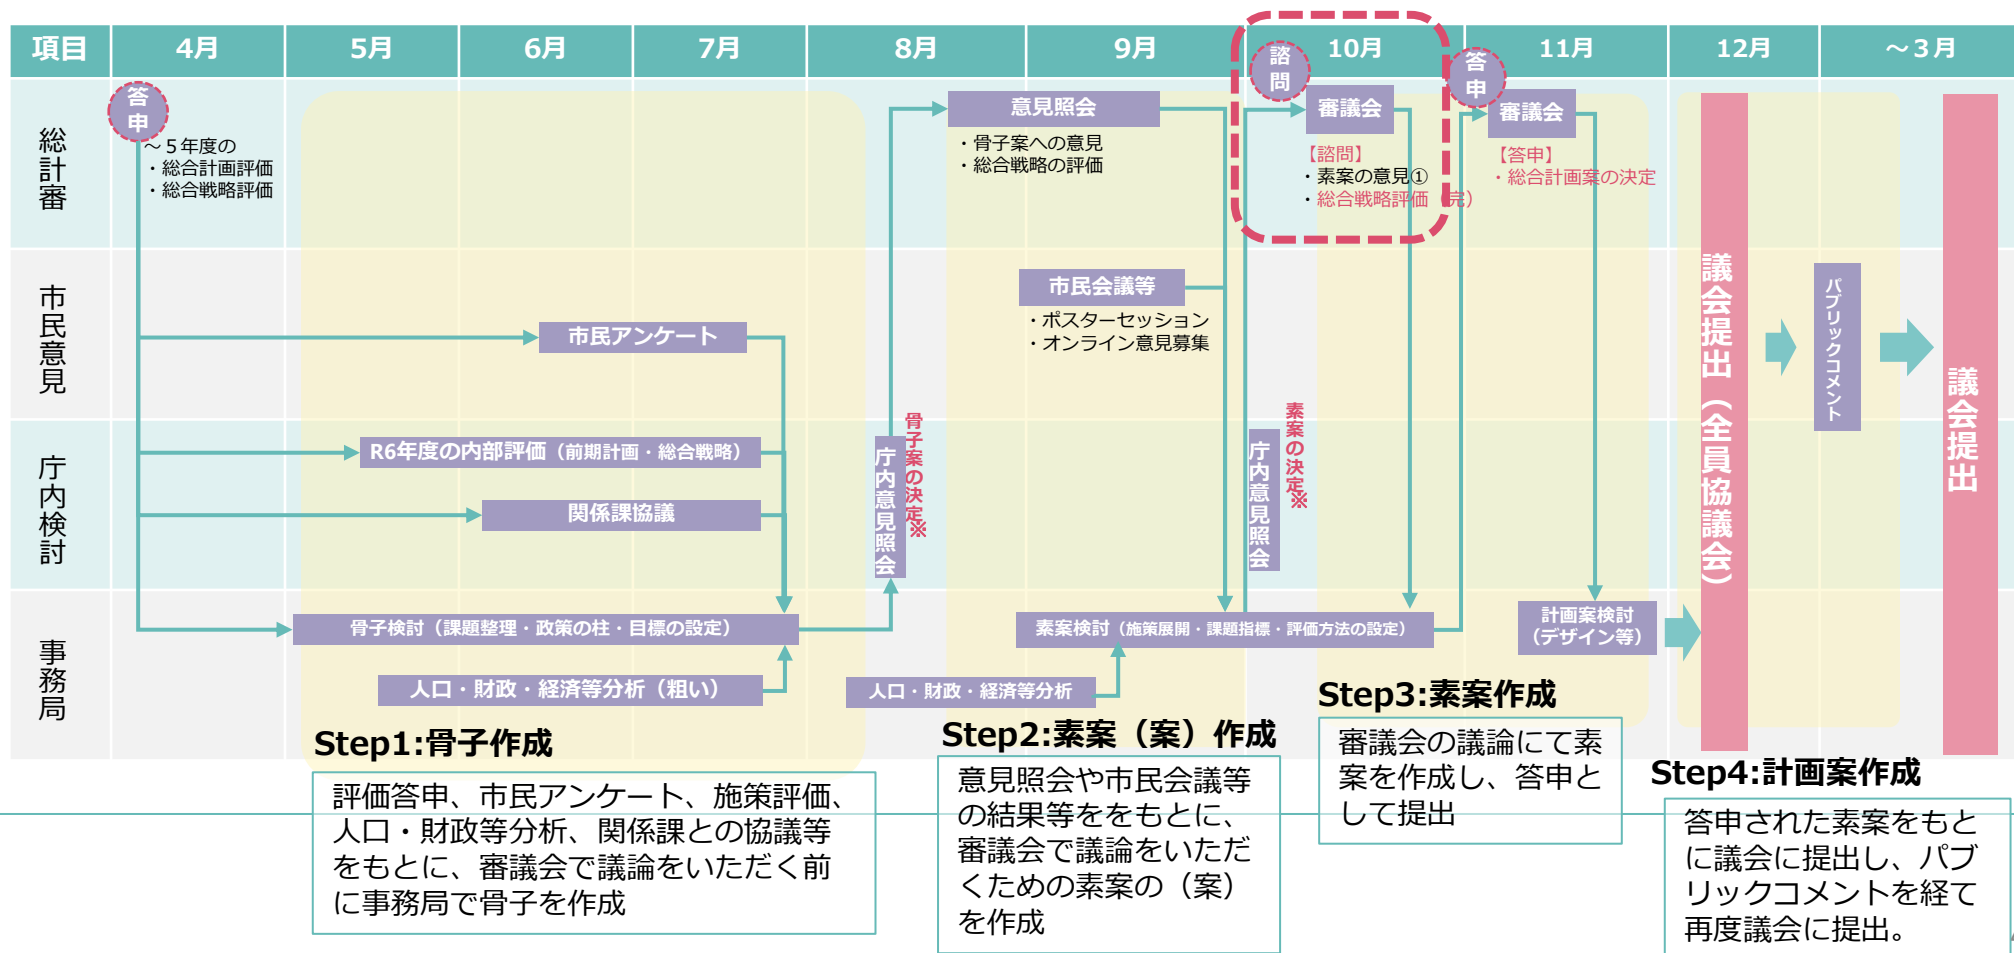 項目
4月
5月
6月
7月
8月
9月
10月
11月
12月
～３月
総計審
答申
～５年度の
・総合計画評価
・総合戦略評価
意見照会
・骨子案への意見
・総合戦略の評価
諮問
審議会
【諮問】
・素案の意見①
・総合戦略評価（完）
答申
審議会
【答申】
・総合計画案の決定
市民意見
市民アンケート
市民会議等
・ポスターセッション
・オンライン意見募集
議会提出（全員協議会）
パブリックコメント
議会提出
庁内検討
R6年度の内部評価（前期計画・総合戦略）
関係課協議
庁内意見照会
骨子案の決定※
庁内意見照会
素案の決定※
事務局
骨子検討（課題整理・政策の柱・目標の設定）
人口・財政・経済等分析（粗い）
素案検討（施策展開・課題指標・評価方法の設定）
人口・財政・経済等分析
計画案検討
（デザイン等）
Step1:骨子作成
評価答申、市民アンケート、施策評価、
人口・財政等分析、関係課との協議等
をもとに、審議会で議論をいただく前
に事務局で骨子を作成
Step2:素案（案）作成
意見照会や市民会議等
の結果等ををもとに、
審議会で議論をいただ
くための素案の（案）
を作成
Step3:素案作成
審議会の議論にて素
案を作成し、答申と
して提出
Step4:計画案作成
答申された素案をもと
に議会に提出し、パブ
リックコメントを経て
再度議会に提出。